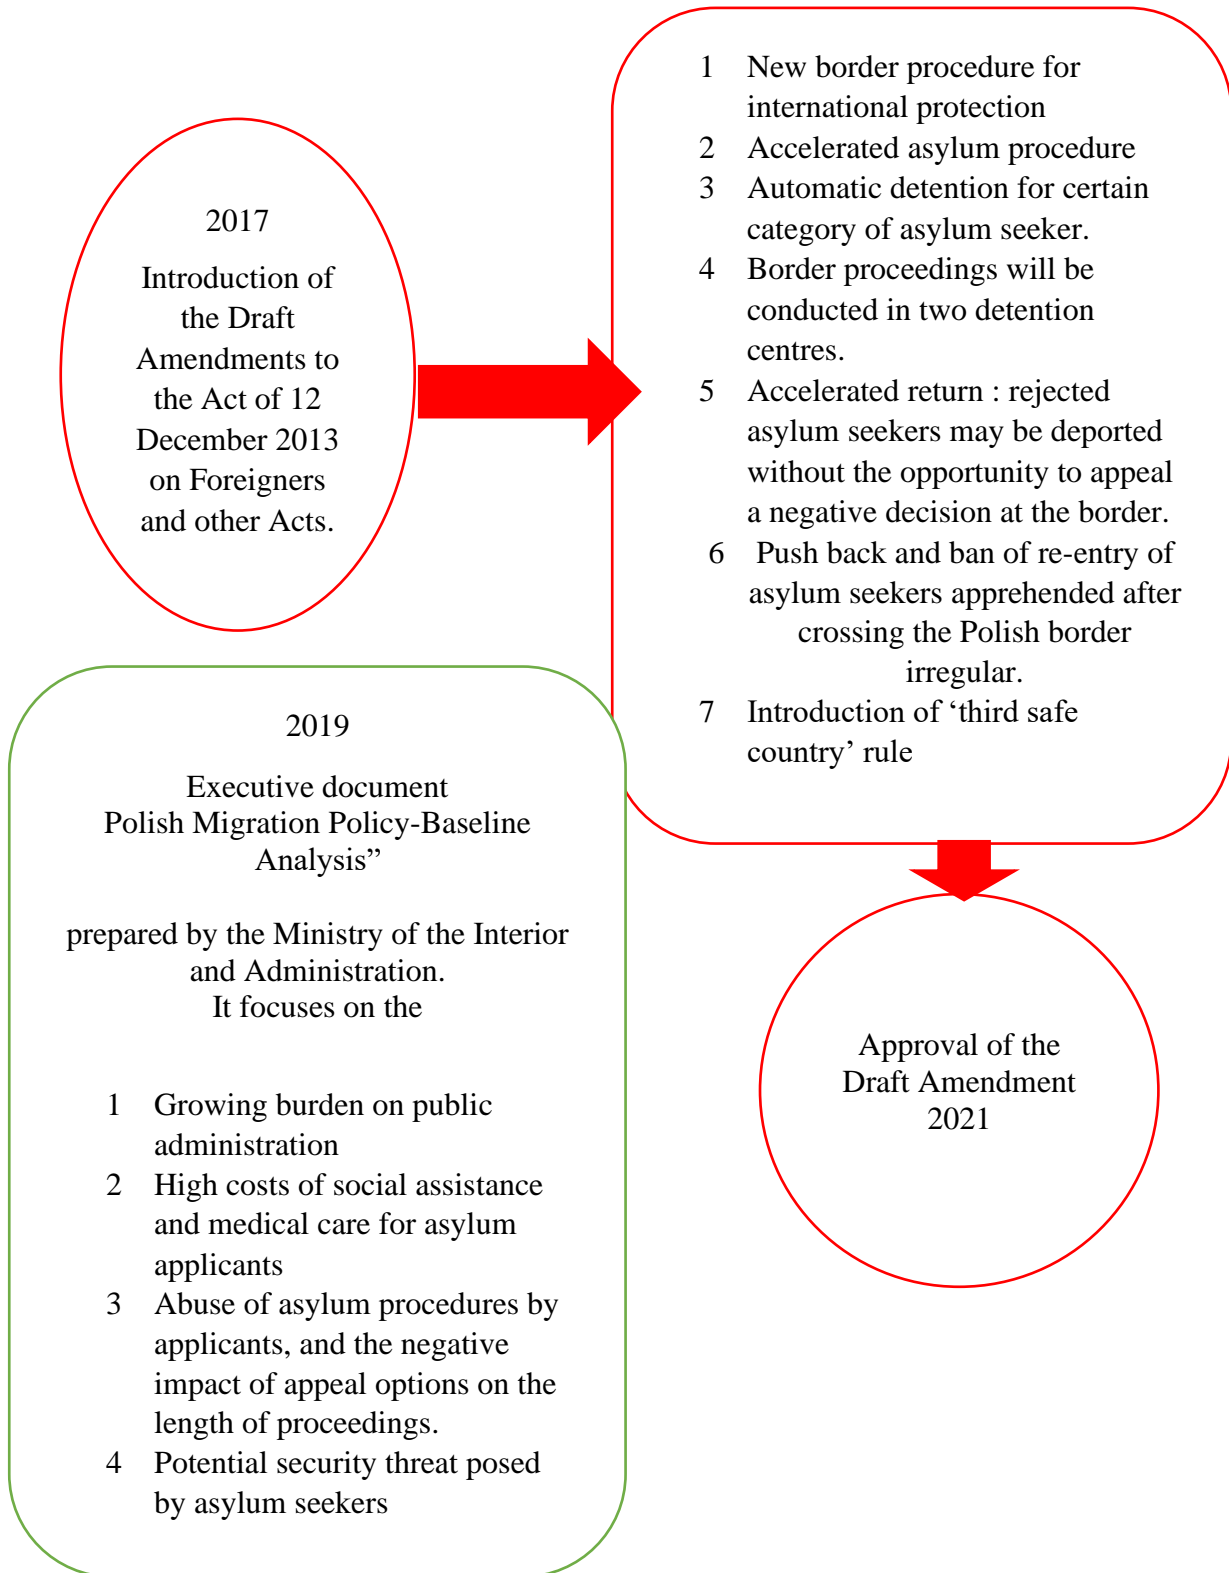 2017
Introduction of
the Draft
Amendments to
the Act of 12
December 2013
on Foreigners
and other Acts.
1 New border procedure for
international protection
2 Accelerated asylum procedure
3 Automatic detention for certain
category of asylum seeker.
4 Border proceedings will be
conducted in two detention
centres.
5 Accelerated return : rejected
asylum seekers may be deported
without the opportunity to appeal
a negative decision at the border.
6 Push back and ban of re-entry of
asylum seekers apprehended after
crossing the Polish border
irregular.
7 Introduction of ‘third safe
country’ rule
2019
Executive document
Polish Migration Policy-Baseline
Analysis”
prepared by the Ministry of the Interior
and Administration.
It focuses on the
1 Growing burden on public
administration
2 High costs of social assistance
and medical care for asylum
applicants
3 Abuse of asylum procedures by
applicants, and the negative
impact of appeal options on the
length of proceedings.
4 Potential security threat posed
by asylum seekers
Approval of the
Draft Amendment
2021